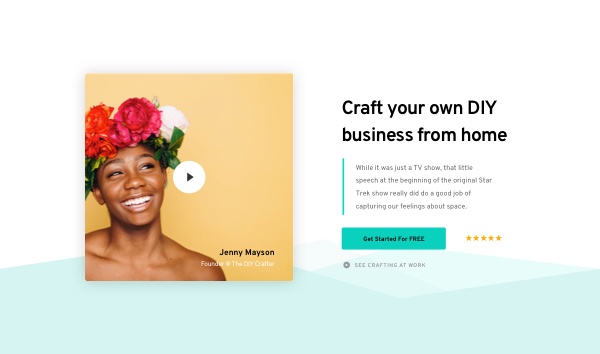 Craft your own DIY
business from home
While it was just a TV show, that little
speech at the beginning of the original Star
Trek show really did do a good job of
capturing our feelings about space.
Get Started For FREE
SEE CRAFTING AT WORK
Jenny Mayson
Founder @ The DIY Crafter